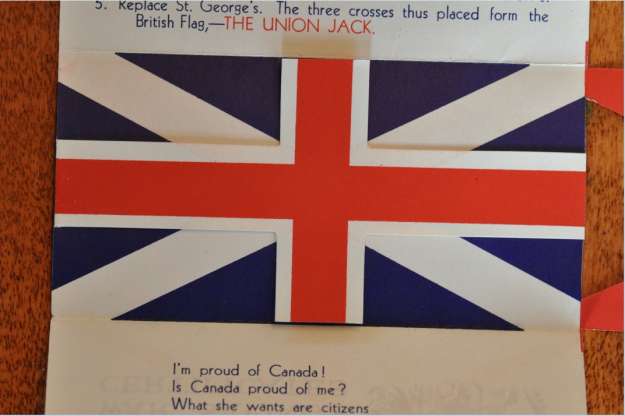 5. Replace St. George's. The three crosses thus placed form the
British Flag,—THE UNION JACK.
I'm proud of Canada!
Is Canada proud of me?
What she wants are citizens